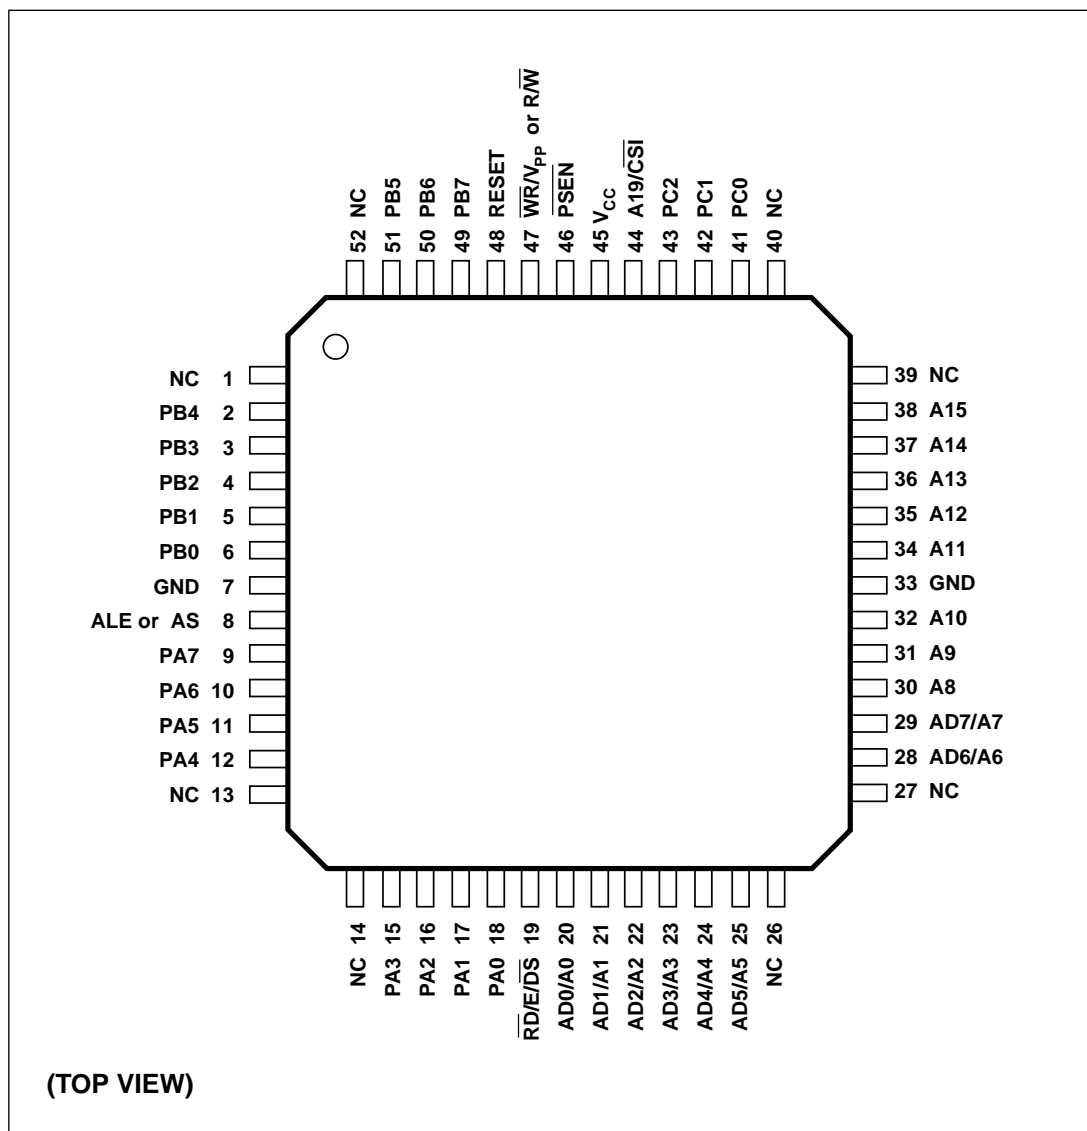 52 NC
51 PB5
50 PB6
49 PB7
48 RESET
47 W̅R̅/VPP or R/W̅
46 P̅S̅E̅N̅
45 VCC
44 A19/C̅S̅I̅
43 PC2
42 PC1
41 PC0
40 NC
NC 1
PB4 2
PB3 3
PB2 4
PB1 5
PB0 6
GND 7
ALE or AS 8
PA7 9
PA6 10
PA5 11
PA4 12
NC 13
39 NC
38 A15
37 A14
36 A13
35 A12
34 A11
33 GND
32 A10
31 A9
30 A8
29 AD7/A7
28 AD6/A6
27 NC
NC 14
PA3 15
PA2 16
PA1 17
PA0 18
R̅D̅/E/D̅S̅ 19
AD0/A0 20
AD1/A1 21
AD2/A2 22
AD3/A3 23
AD4/A4 24
AD5/A5 25
NC 26
(TOP VIEW)